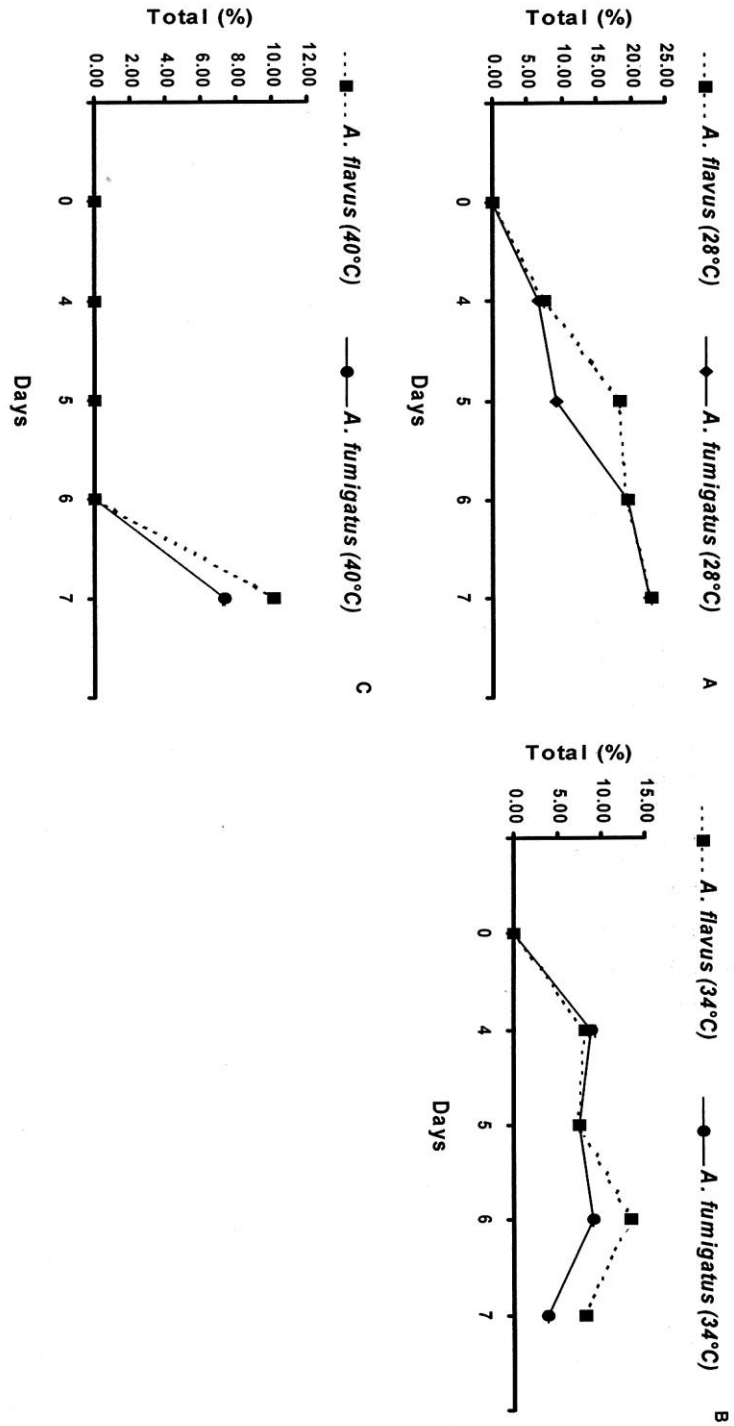 A. flavus (28°C) A. fumigatus (28°C) A
Total (%)
25.00
20.00
15.00
10.00
5.00
0.00
0 4 5 6 7
Days
A. flavus (34°C) A. fumigatus (34°C) B
Total (%)
15.00
10.00
5.00
0.00
0 4 5 6 7
Days
A. flavus (40°C) A. fumigatus (40°C) C
Total (%)
12.00
10.00
8.00
6.00
4.00
2.00
0.00
0 4 5 6 7
Days